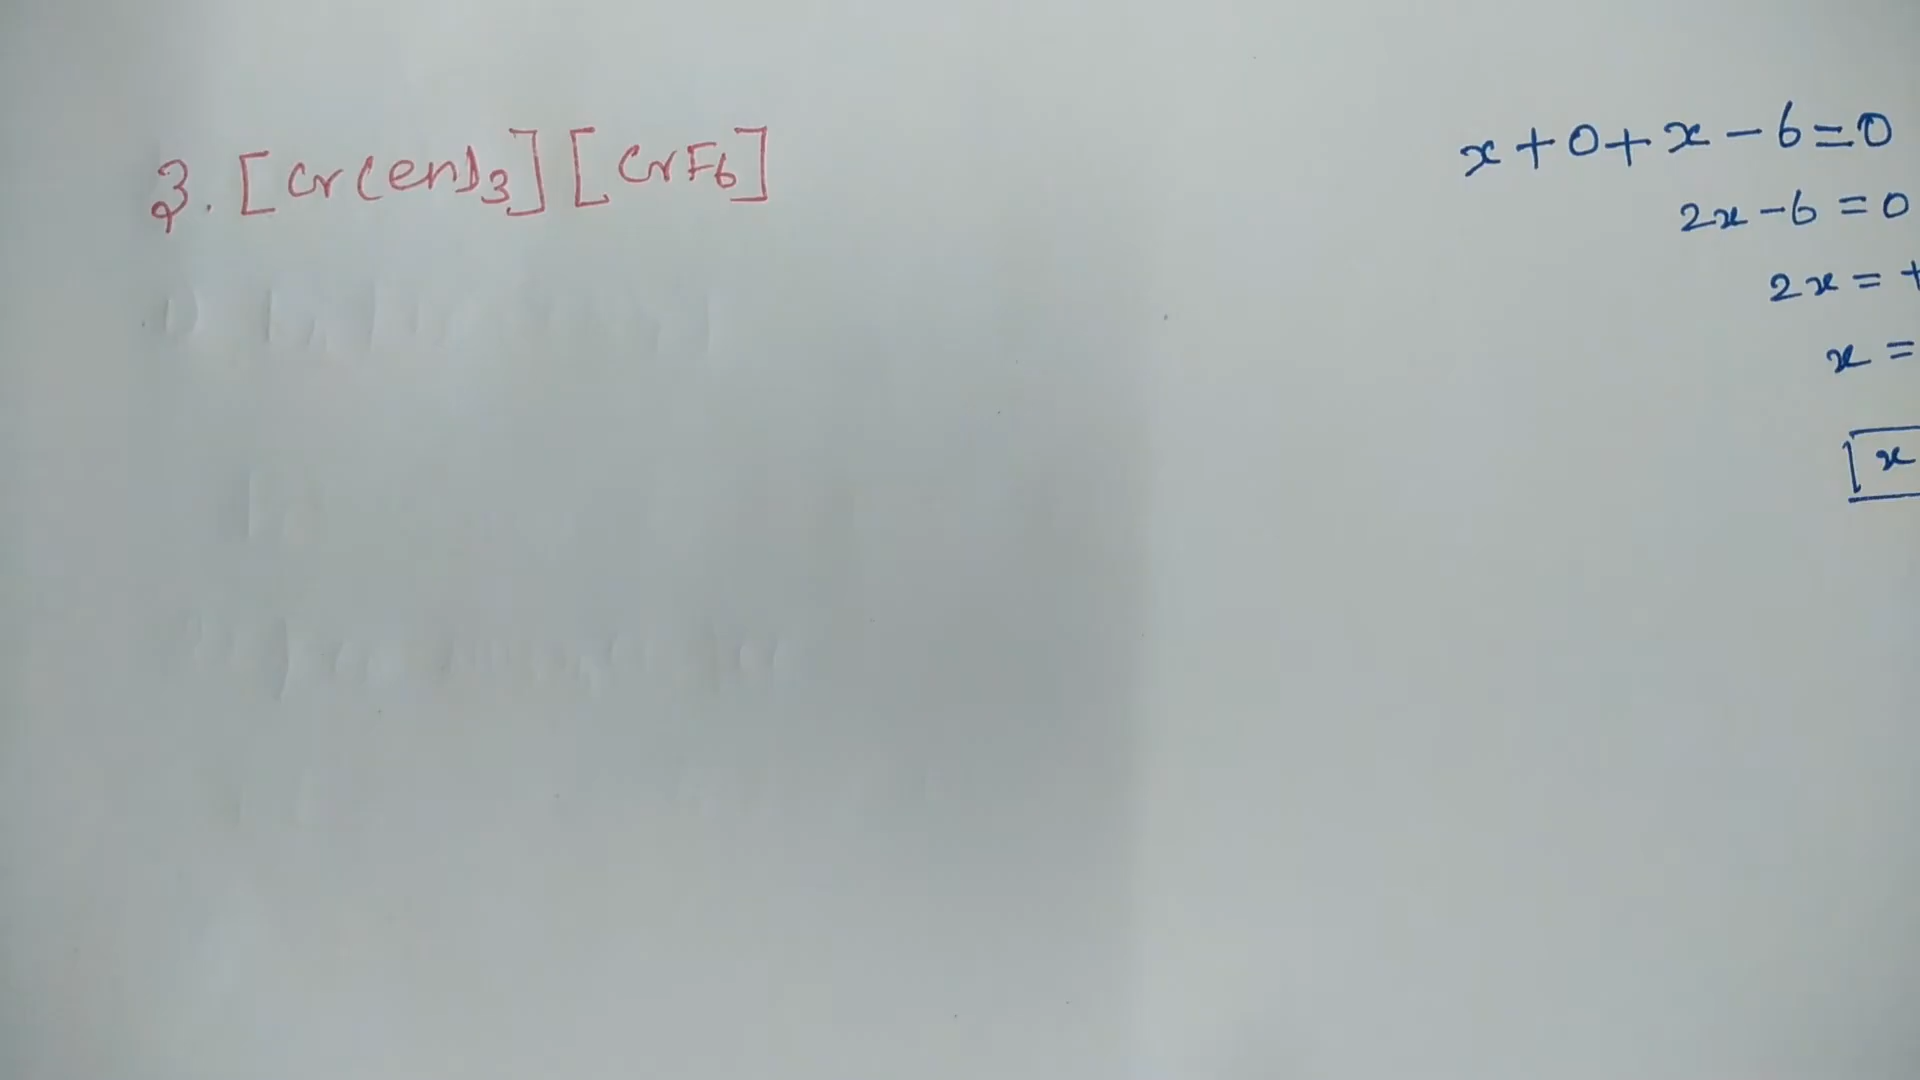 3. [Cr(en)3] [CrF6]
x + 0 + x - 6 = 0
2x - 6 = 0
2x = +
x =
x